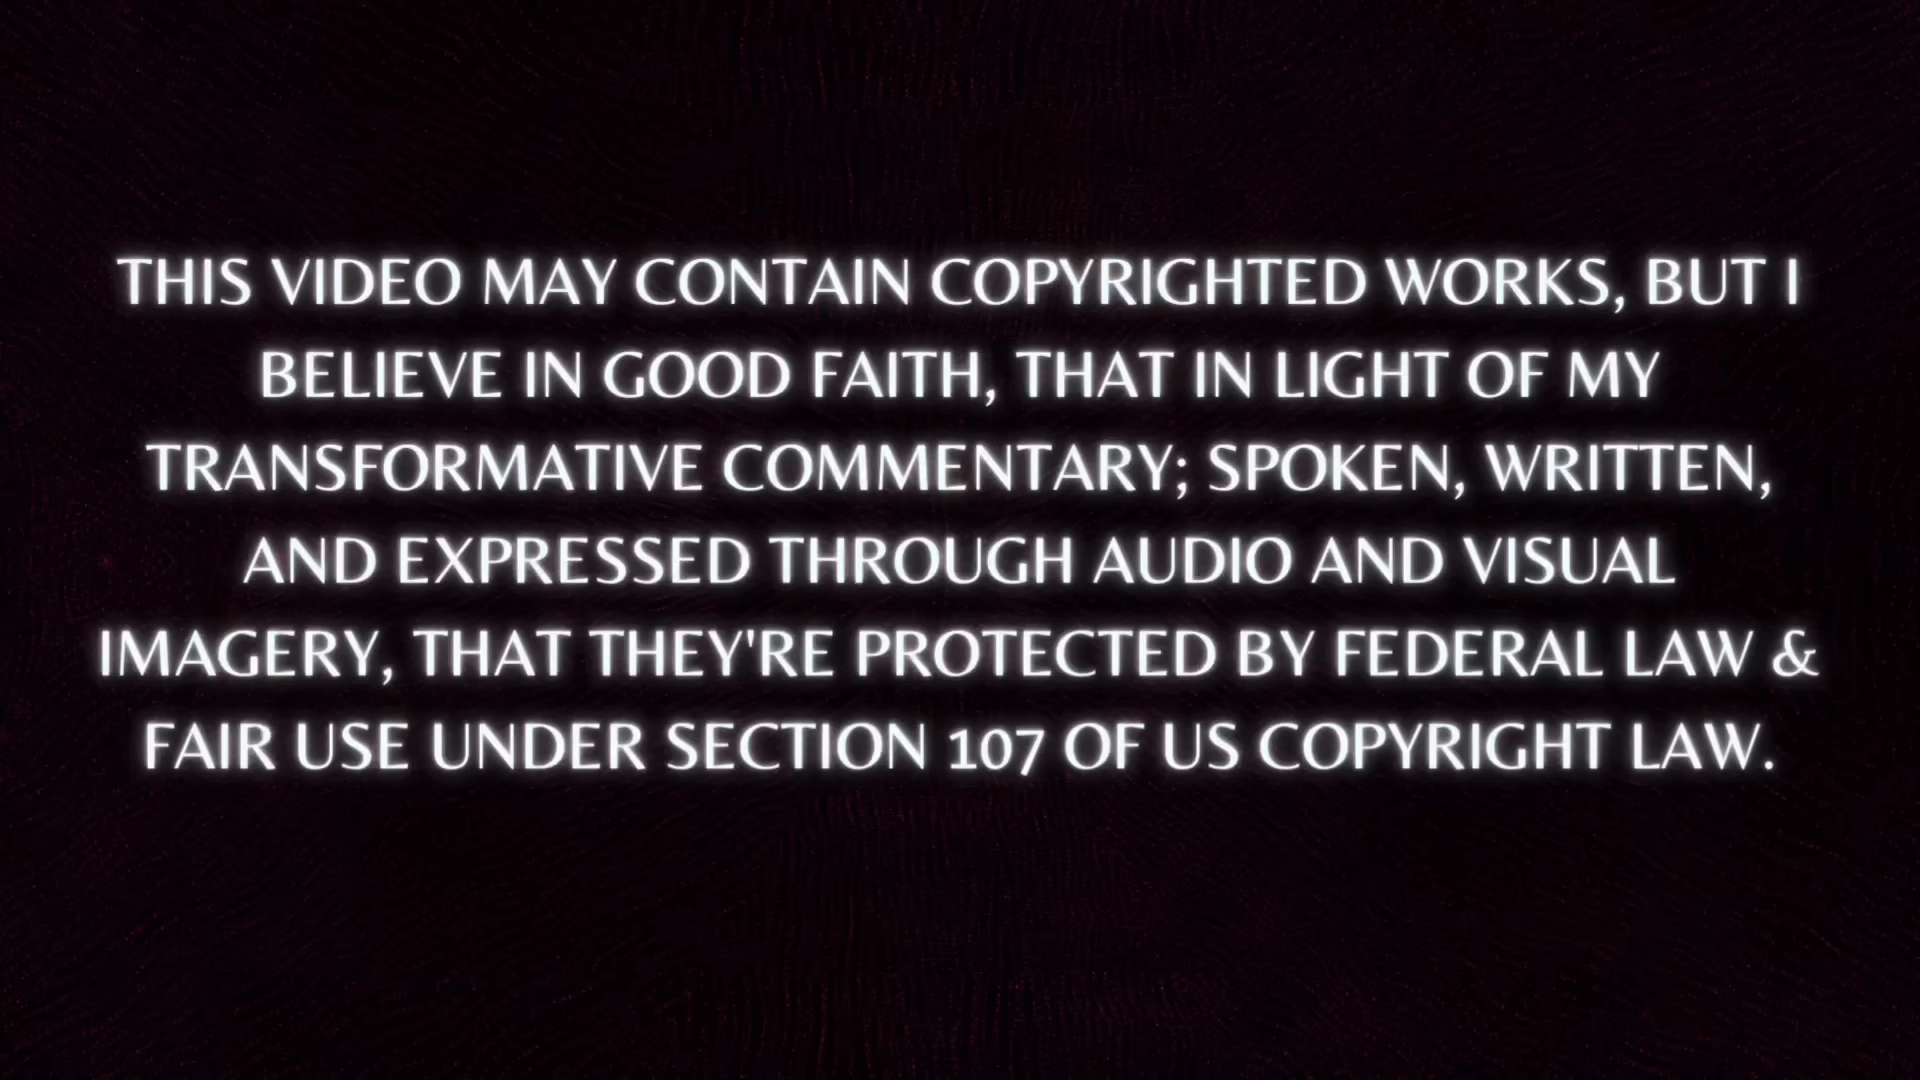 THIS VIDEO MAY CONTAIN COPYRIGHTED WORKS, BUT I
BELIEVE IN GOOD FAITH, THAT IN LIGHT OF MY
TRANSFORMATIVE COMMENTARY; SPOKEN, WRITTEN,
AND EXPRESSED THROUGH AUDIO AND VISUAL
IMAGERY, THAT THEY'RE PROTECTED BY FEDERAL LAW &
FAIR USE UNDER SECTION 107 OF US COPYRIGHT LAW.